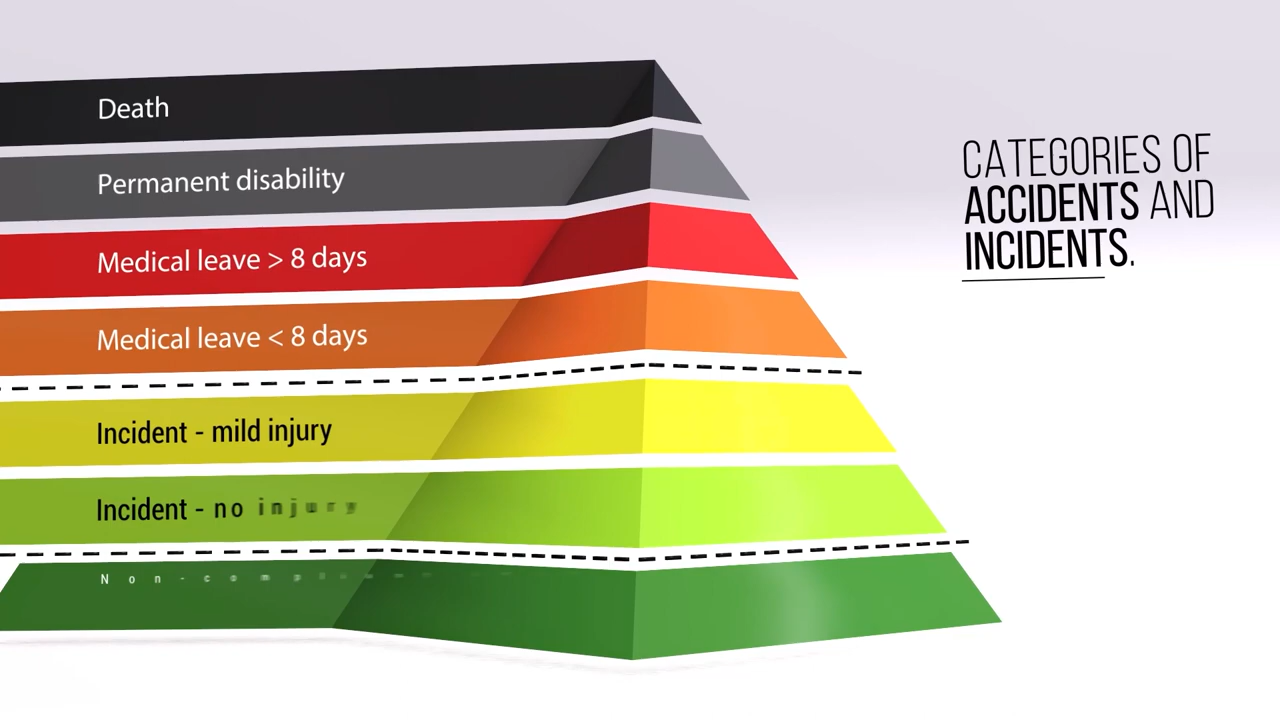 Death
Permanent disability
Medical leave > 8 days
Medical leave < 8 days
Incident - mild injury
Incident - no injury
CATEGORIES OF
ACCIDENTS AND
INCIDENTS.